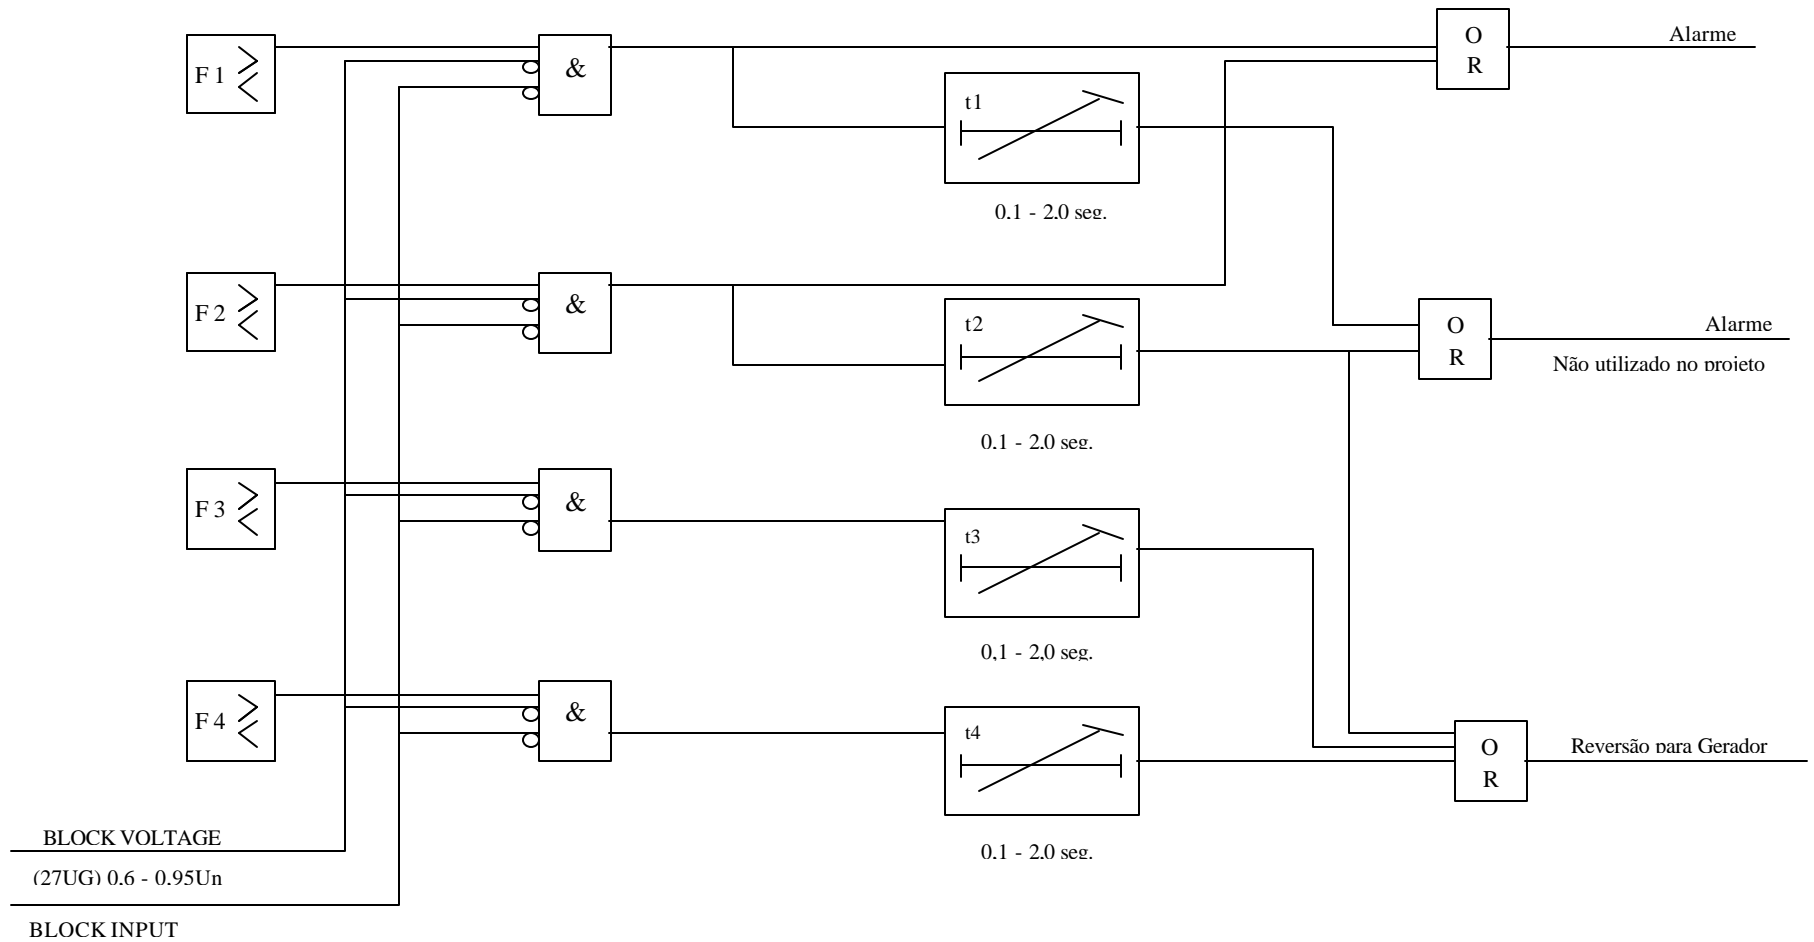 F 1
&
O
R
Alarme
t1
0,1 - 2,0 seg.
F 2
&
t2
O
R
Alarme
Não utilizado no projeto
0,1 - 2,0 seg.
F 3
&
t3
0,1 - 2,0 seg.
F 4
&
t4
O
R
Reversão para Gerador
0,1 - 2,0 seg.
BLOCK VOLTAGE
(27UG) 0,6 - 0,95Un
BLOCK INPUT